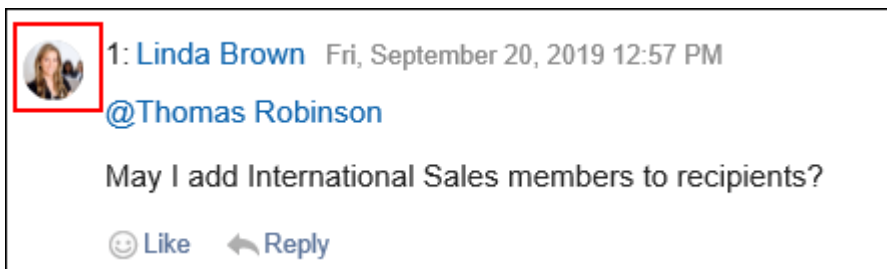 1: Linda Brown Fri, September 20, 2019 12:57 PM
@Thomas Robinson
May I add International Sales members to recipients?
Like Reply